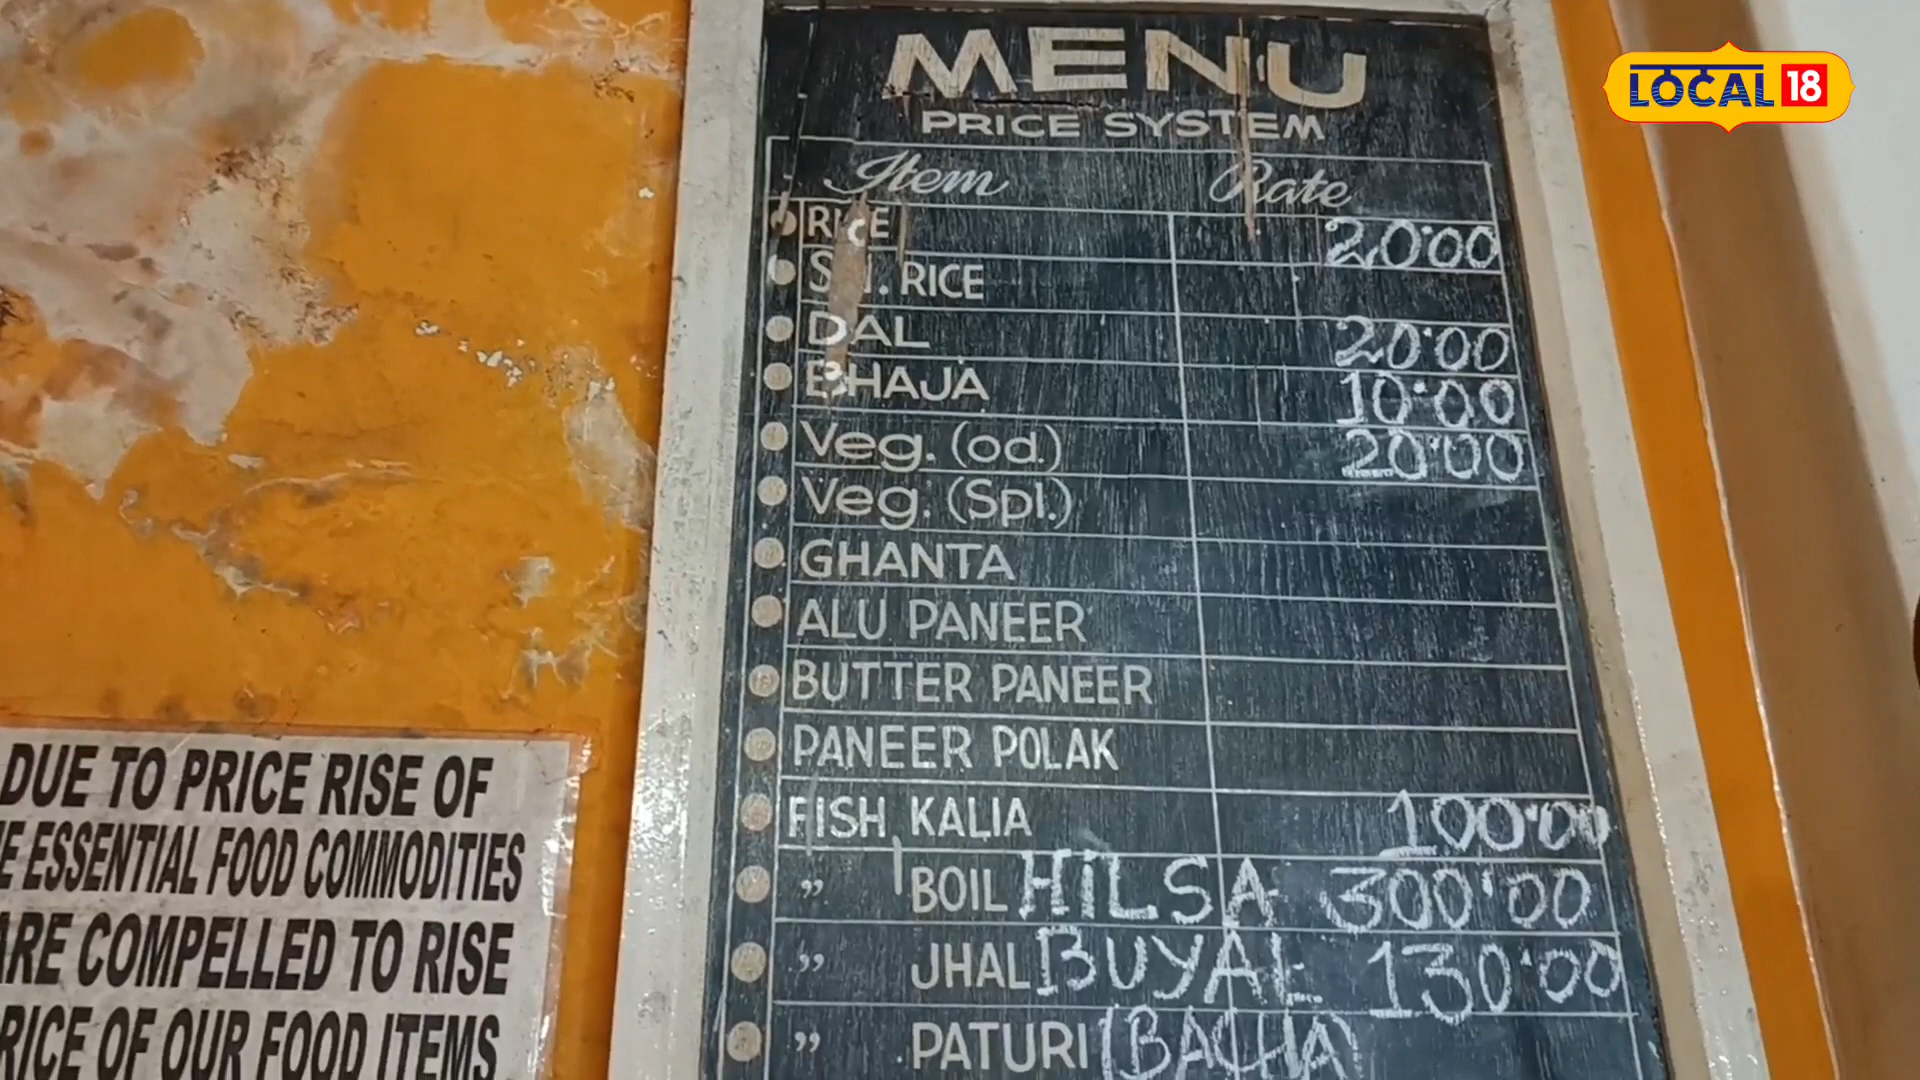 LOCAL 18
MENU
PRICE SYSTEM
Item Rate
RICE 20.00
RICE
DAL 20.00
BHAJA 10.00
Veg. (od.) 20.00
Veg. (Spl.)
GHANTA
ALU PANEER
BUTTER PANEER
PANEER POLAK
FISH KALIA 100.00
" BOIL HILSA 300.00
" JHAL BUYAL 130.00
" PATURI (BACHA)
DUE TO PRICE RISE OF
ESSENTIAL FOOD COMMODITIES
ARE COMPELLED TO RISE
PRICE OF OUR FOOD ITEMS